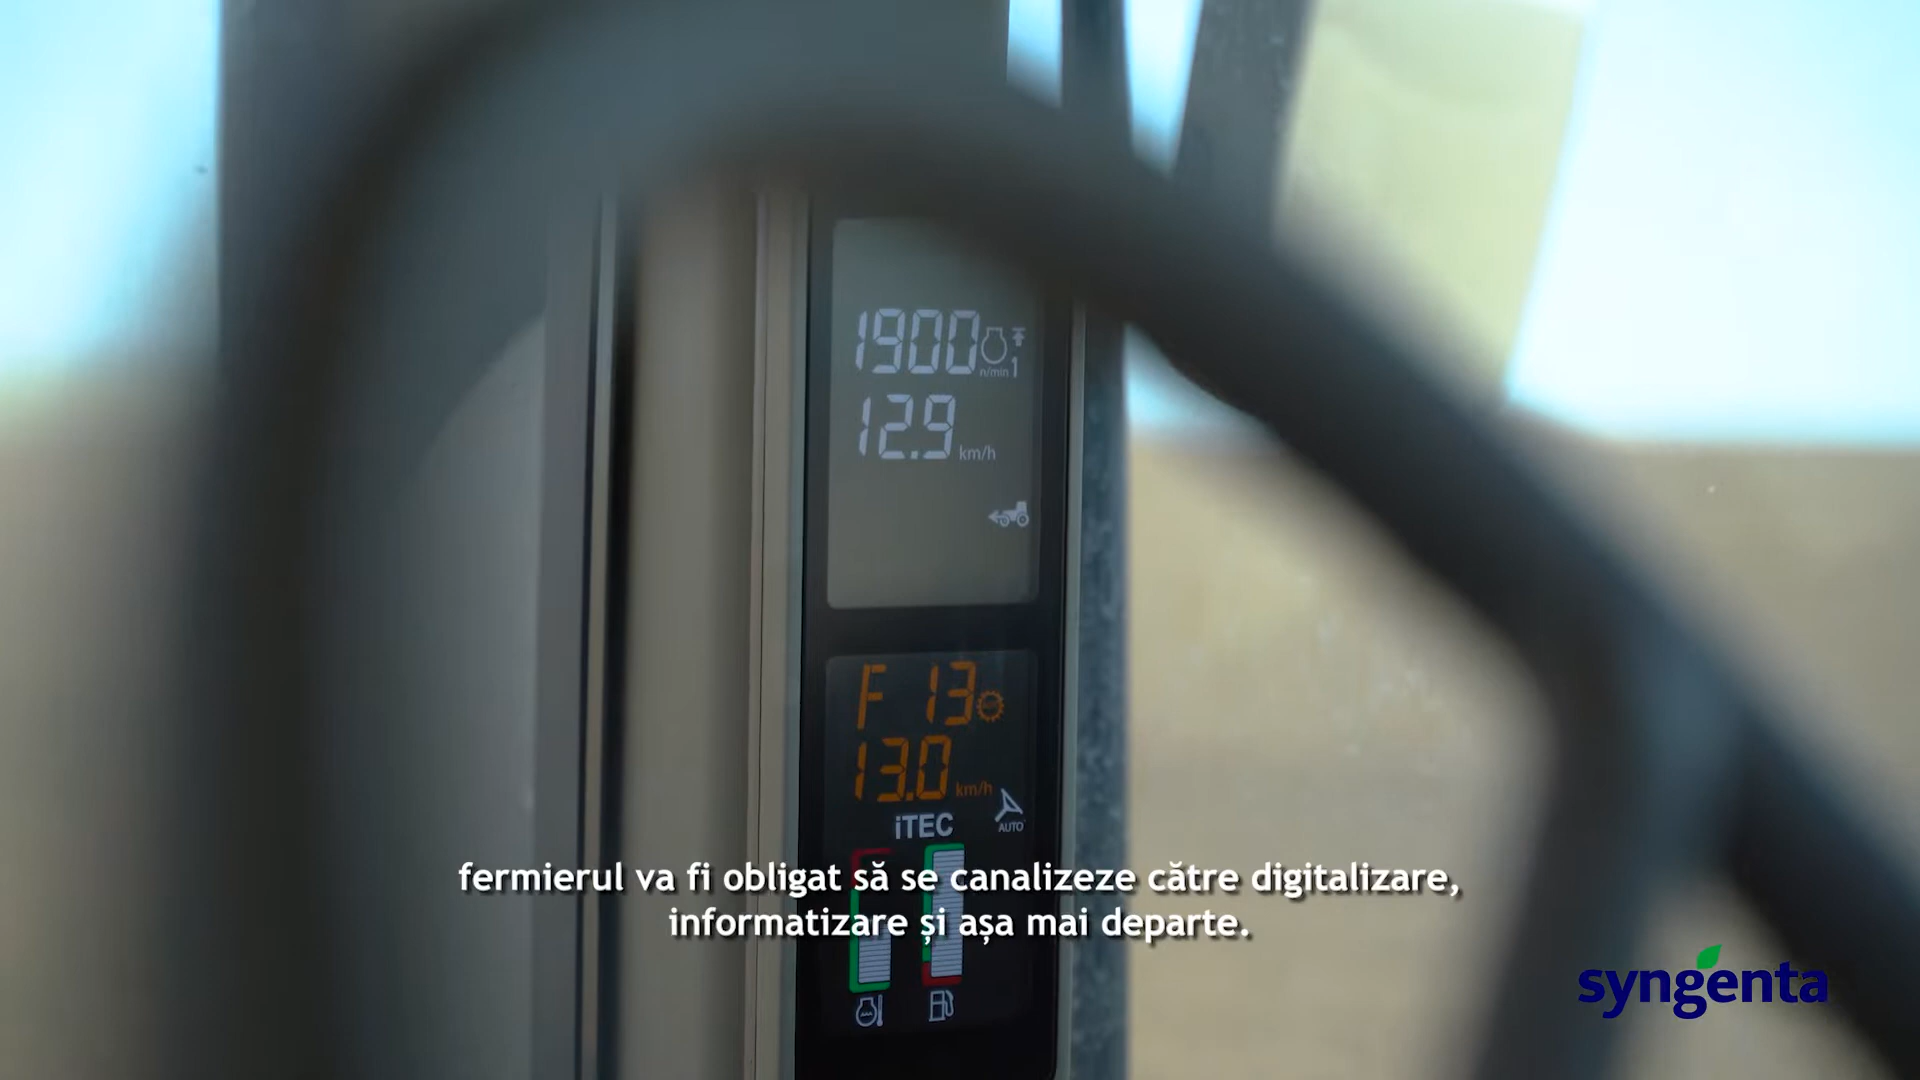 1900
n/min 1
12.9 km/h
F 13
13.0 km/h
iTEC
AUTO
fermierul va fi obligat să se canalizeze către digitalizare,
informatizare și așa mai departe.
syngenta